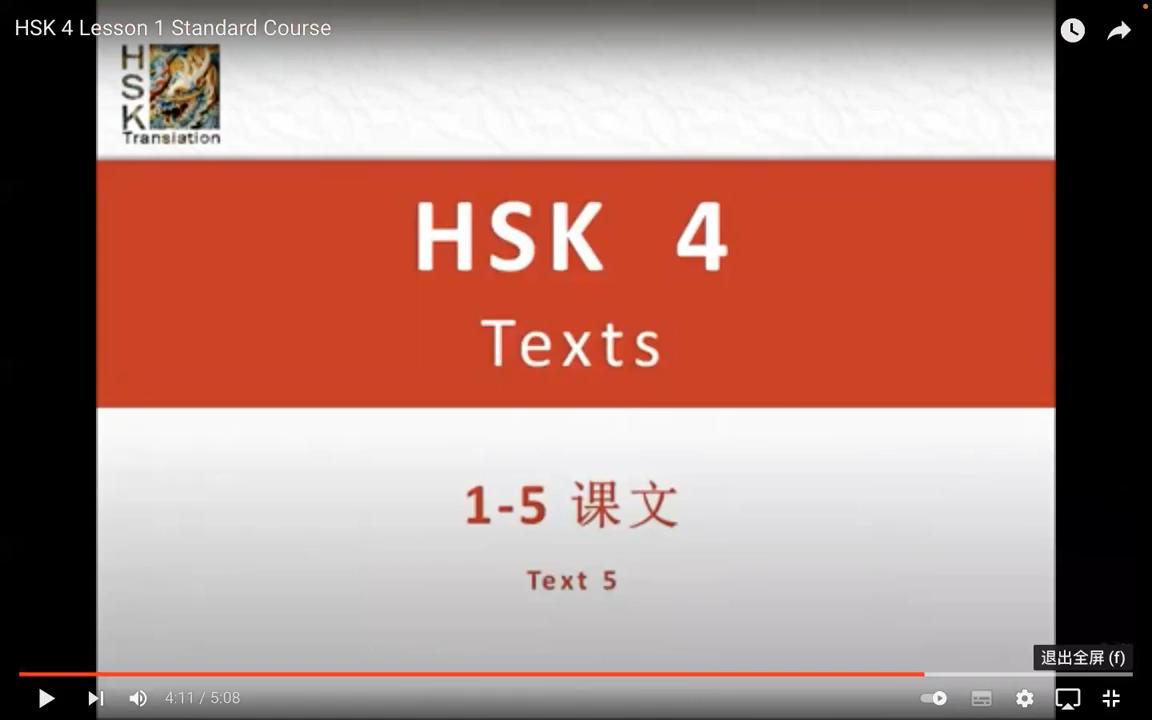 HSK 4 Lesson 1 Standard Course
H
S
K
Translation
HSK 4
Texts
1-5 课文
Text 5
退出全屏 (f)
4:11 / 5:08